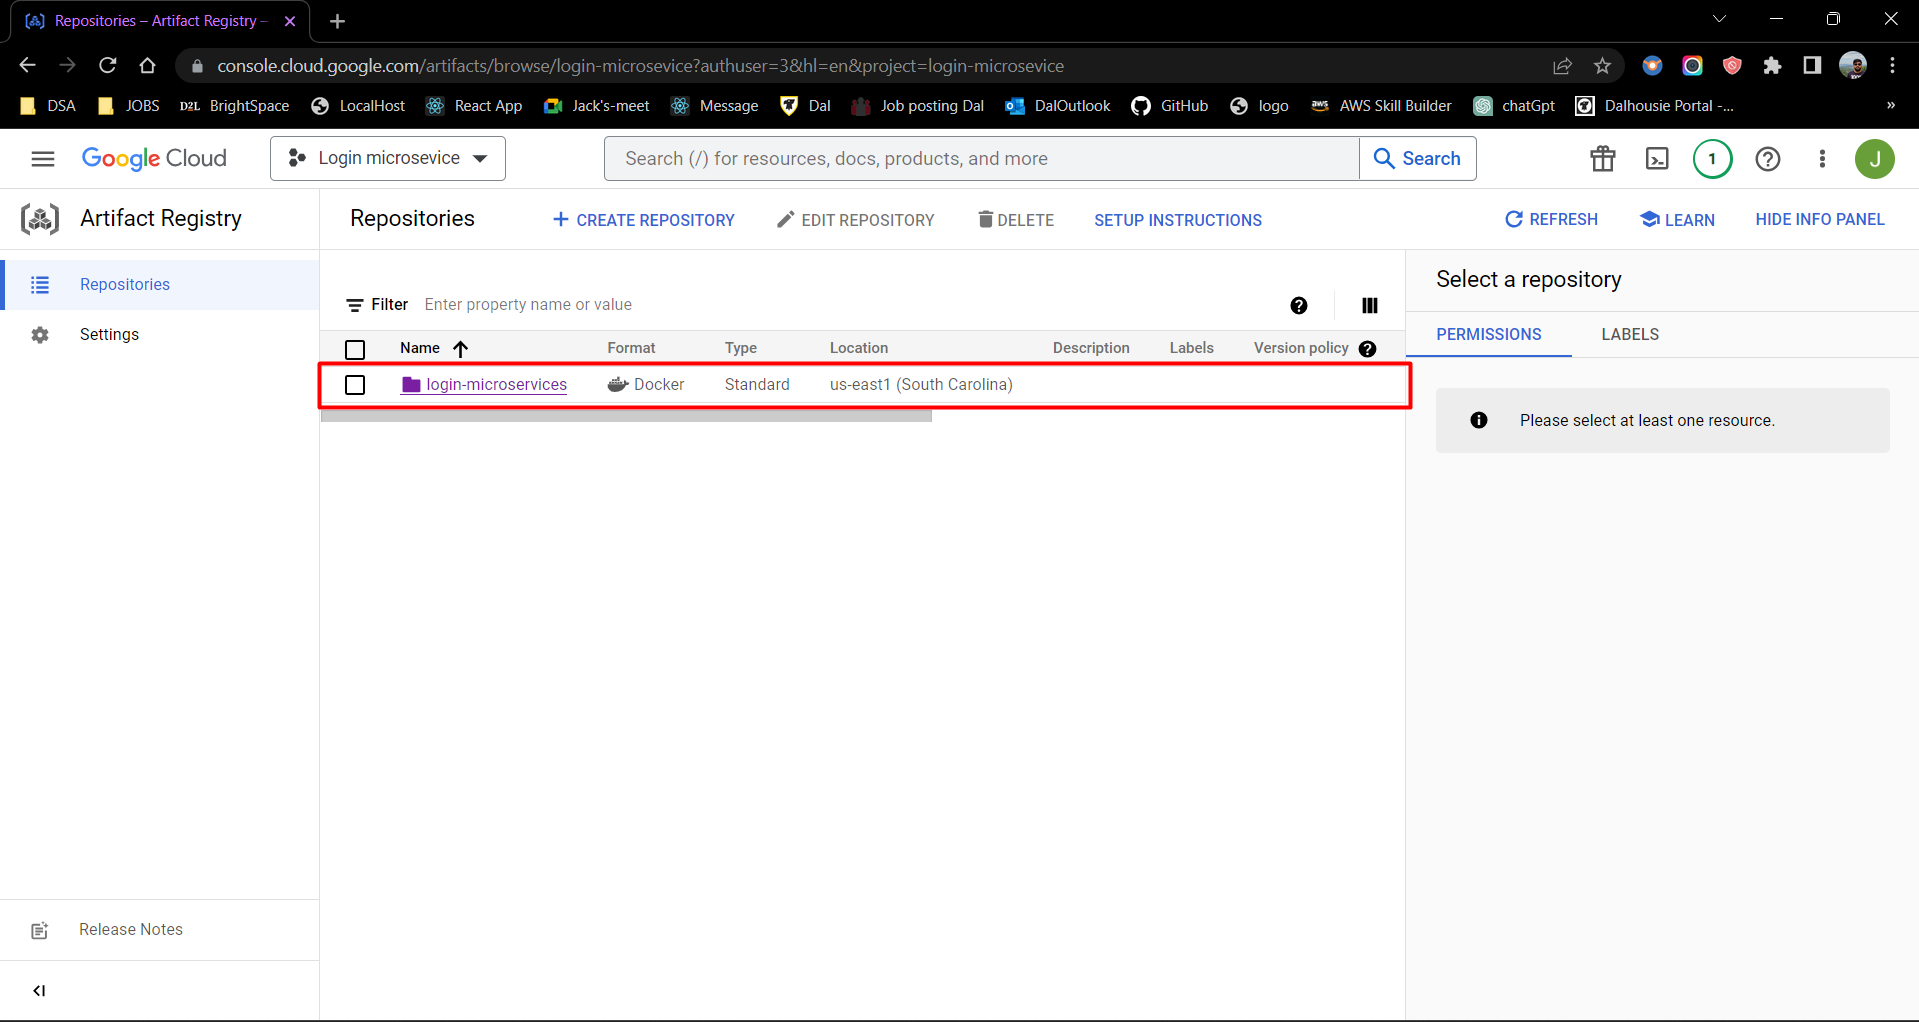 Repositories – Artifact Registry –
console.cloud.google.com/artifacts/browse/login-microsevice?authuser=3&hl=en&project=login-microsevice
DSA JOBS D2L BrightSpace LocalHost React App Jack's-meet Message Dal Job posting Dal DalOutlook GitHub logo aws AWS Skill Builder chatGpt Dalhousie Portal -... »
Google Cloud Login microsevice Search (/) for resources, docs, products, and more Search 1 J
Artifact Registry Repositories CREATE REPOSITORY EDIT REPOSITORY DELETE SETUP INSTRUCTIONS REFRESH LEARN HIDE INFO PANEL
Repositories
Settings
Filter Enter property name or value
Name Format Type Location Description Labels Version policy
login-microservices Docker Standard us-east1 (South Carolina)
Select a repository
PERMISSIONS LABELS
Please select at least one resource.
Release Notes